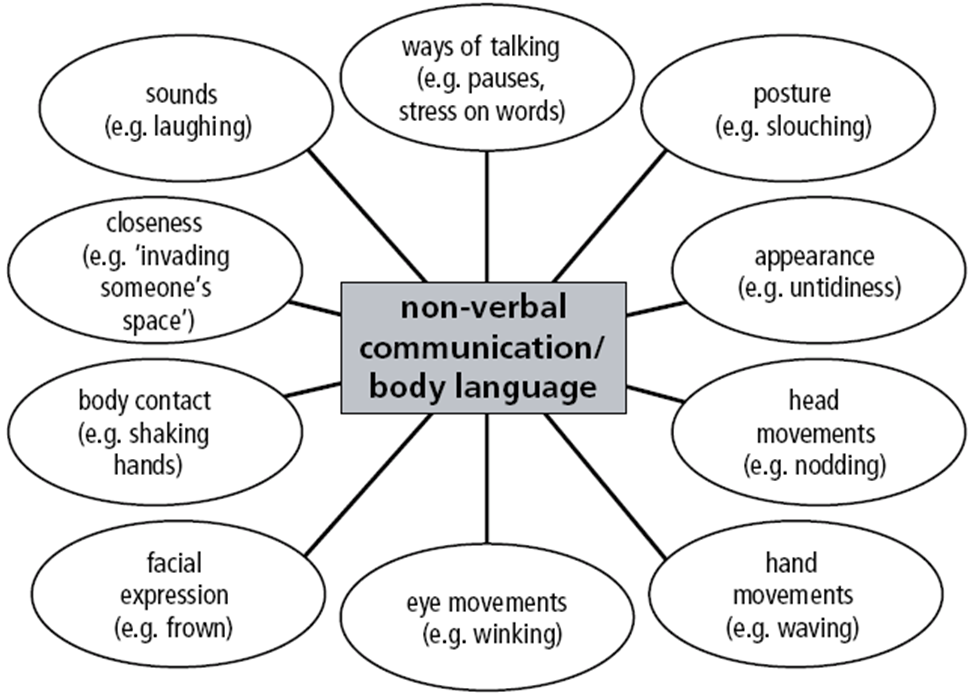 ways of talking
(e.g. pauses,
stress on words)
sounds
(e.g. laughing)
posture
(e.g. slouching)
closeness
(e.g. ‘invading
someone’s
space’)
appearance
(e.g. untidiness)
non-verbal
communication/
body language
body contact
(e.g. shaking
hands)
head
movements
(e.g. nodding)
facial
expression
(e.g. frown)
eye movements
(e.g. winking)
hand
movements
(e.g. waving)